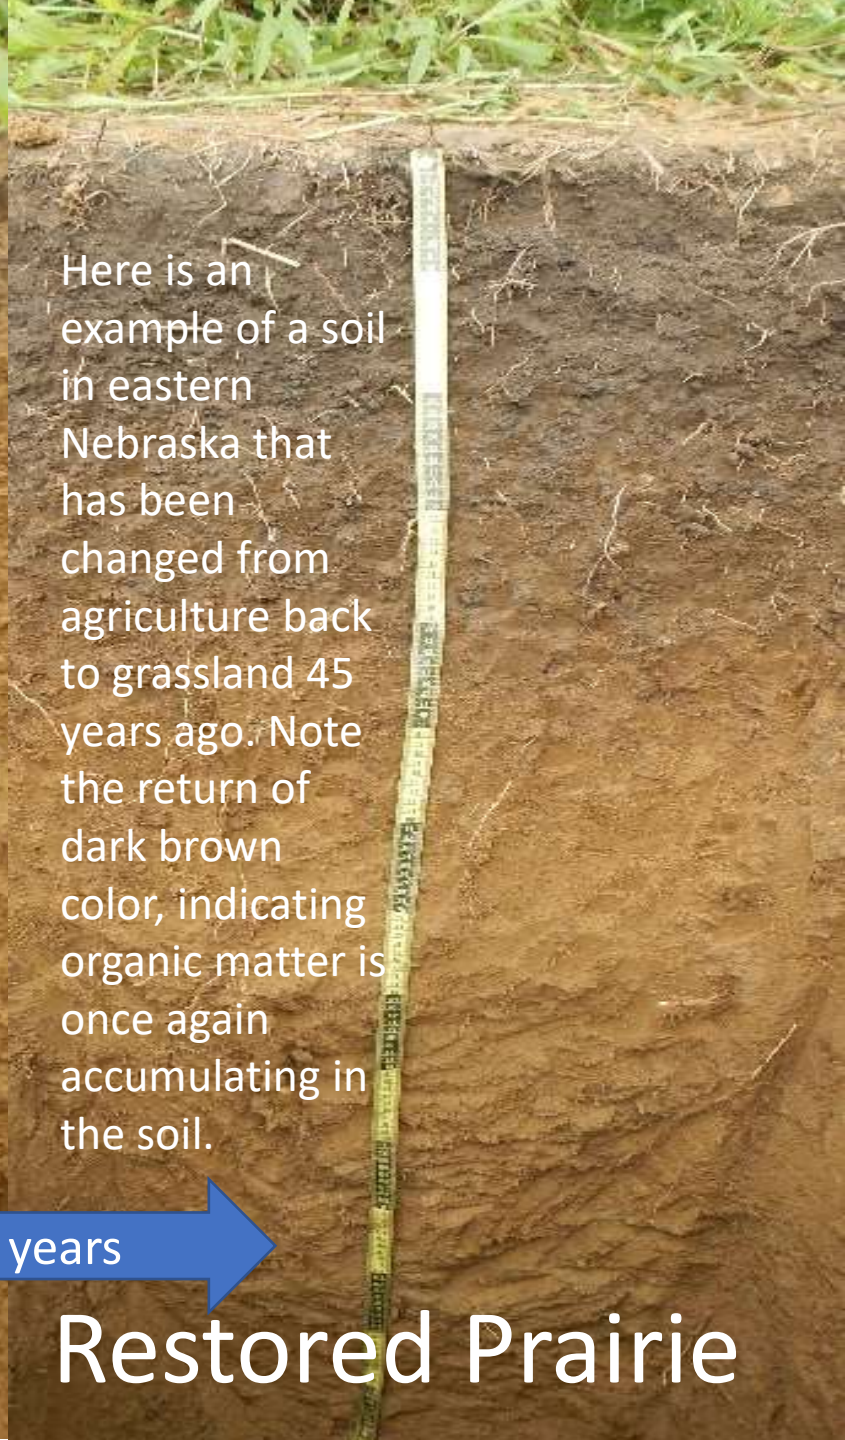 Here is an
example of a soil
in eastern
Nebraska that
has been
changed from
agriculture back
to grassland 45
years ago. Note
the return of
dark brown
color, indicating
organic matter is
once again
accumulating in
the soil.
years
Restored Prairie